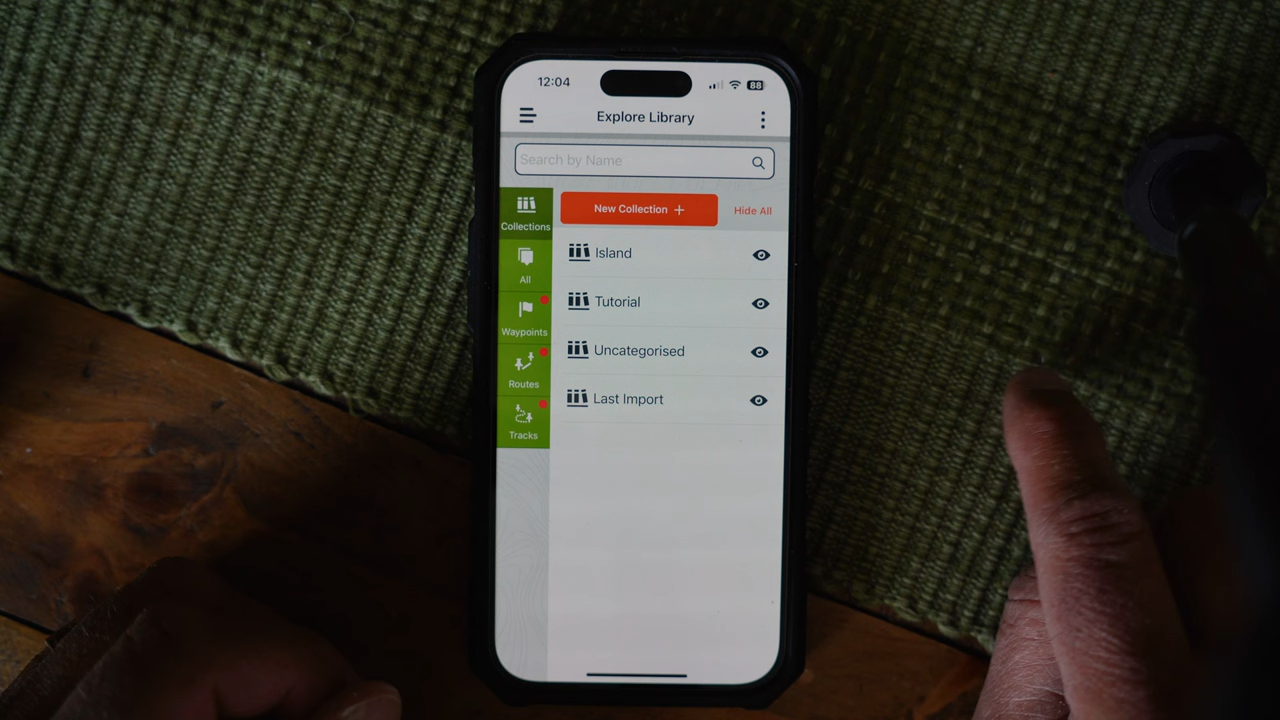 12:04
88
Explore Library
Search by Name
Collections
New Collection +
Hide All
Island
All
Tutorial
Waypoints
Uncategorised
Routes
Last Import
Tracks